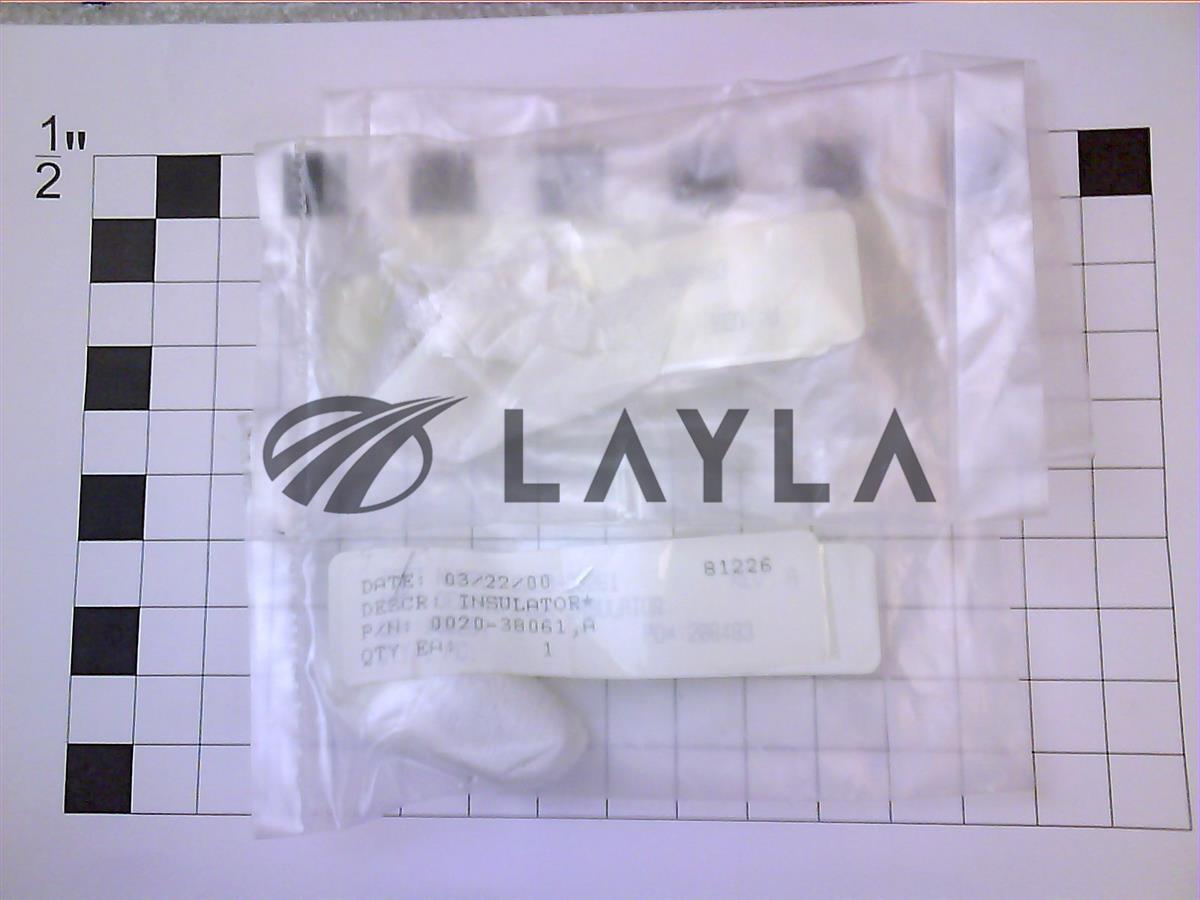 1/2"
LAYLA
DATE: 03/22/00 81226
DESCR: INSULATOR*
P/N: 0020-38061,A
QTY EA: 1